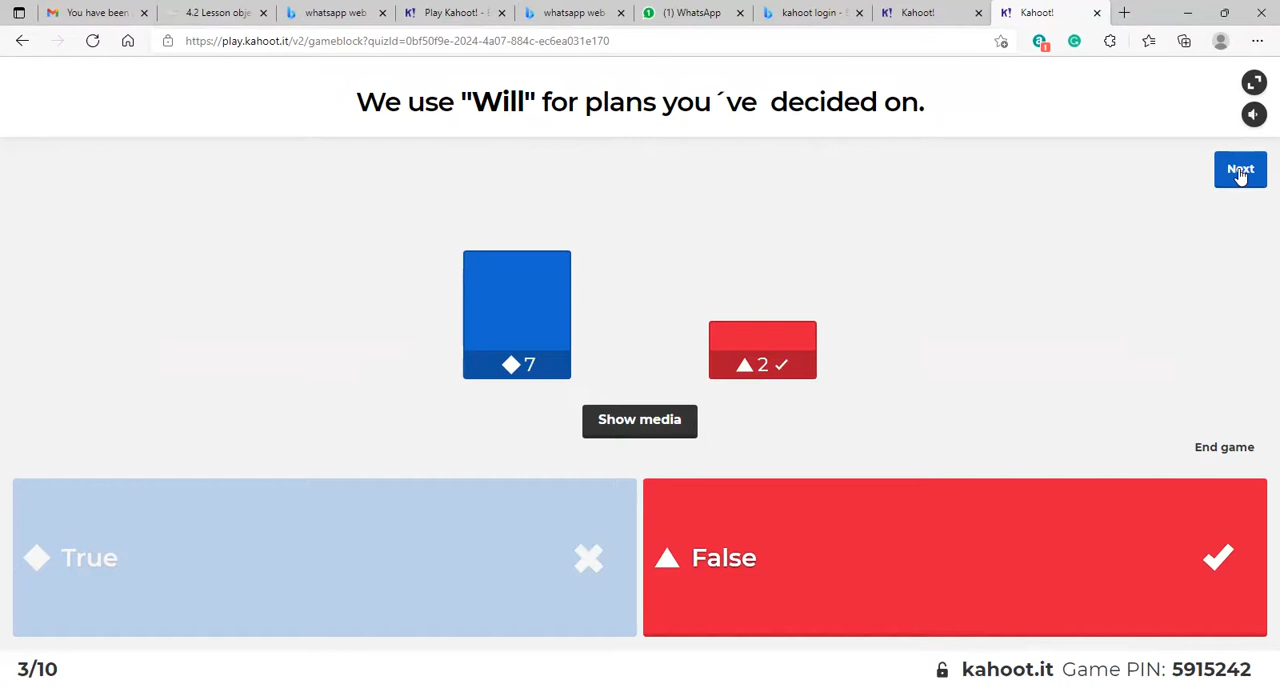 You have been
4.2 Lesson obje
whatsapp web
Play Kahoot! - E
whatsapp web
(1) WhatsApp
kahoot login - B
Kahoot!
Kahoot!
https://play.kahoot.it/v2/gameblock?quizId=0bf50f9e-2024-4a07-884c-ec6ea031e170
We use "Will" for plans you´ve decided on.
Next
7
2
Show media
End game
True
False
3/10
kahoot.it Game PIN: 5915242